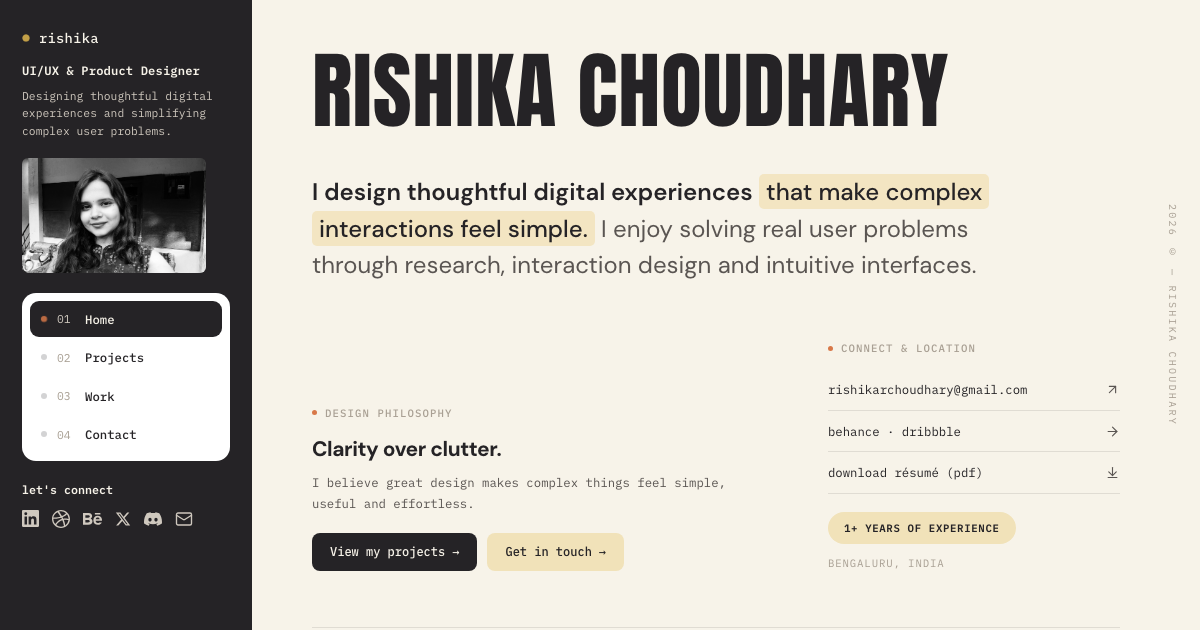 rishika
UI/UX & Product Designer
Designing thoughtful digital
experiences and simplifying
complex user problems.
01 Home
02 Projects
03 Work
04 Contact
let's connect
RISHIKA CHOUDHARY
I design thoughtful digital experiences that make complex
interactions feel simple. I enjoy solving real user problems
through research, interaction design and intuitive interfaces.
DESIGN PHILOSOPHY
Clarity over clutter.
I believe great design makes complex things feel simple,
useful and effortless.
View my projects →
Get in touch →
CONNECT & LOCATION
rishikarchoudhary@gmail.com ↗
behance · dribbble →
download résumé (pdf) ↓
1+ YEARS OF EXPERIENCE
BENGALURU, INDIA
2026 © — RISHIKA CHOUDHARY